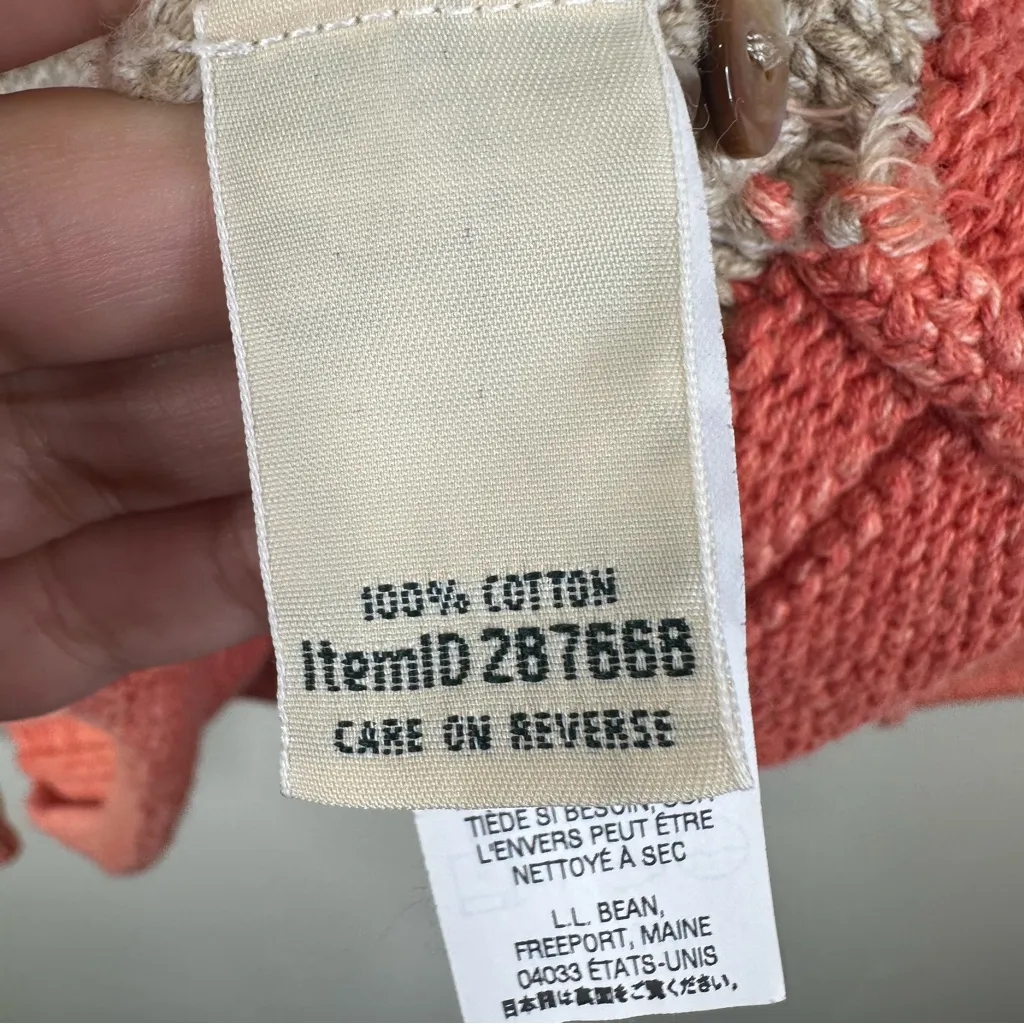 100% COTTON
ItemID 287668
CARE ON REVERSE
TIÈDE SI BESOIN,
L'ENVERS PEUT ÊTRE
NETTOYÉ À SEC
L.L. BEAN,
FREEPORT, MAINE
04033 ÉTATS-UNIS
日本語は裏面をご覧ください。